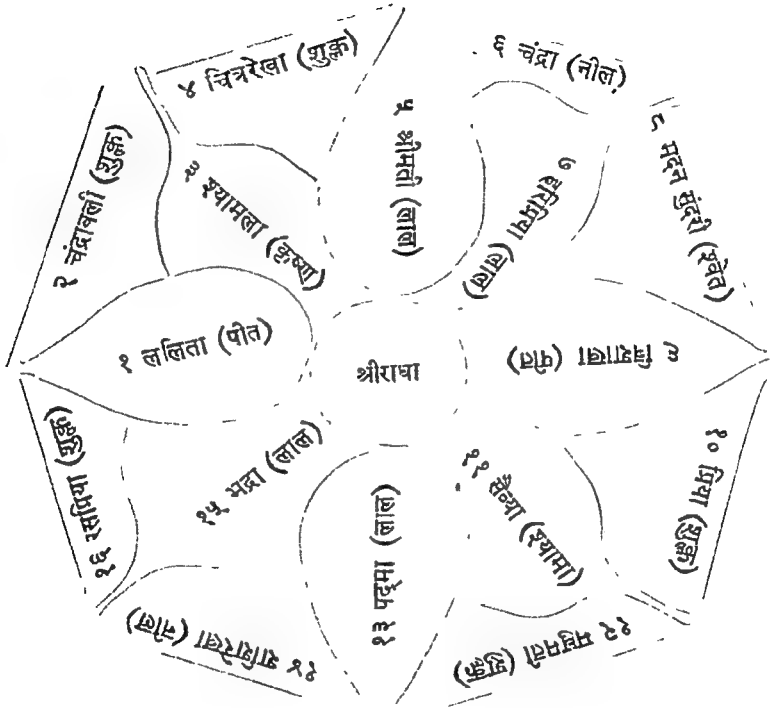 श्रीराधा
१ ललिता (पीत)
२ चंद्रावली (शुक्ल)
३ श्यामला (कृष्ण)
४ चित्ररेखा (शुक्ल)
५ श्रीमती (लाल)
६ चंद्रा (नील)
७ हरिप्रिया (लाल)
८ मदन सुंदरी (श्वेत)
९ विशाखा (पीत)
१० प्रिया (शुक्ल)
११ सैन्या (श्यामा)
१२ मधुमती (शुक्ल)
१३ पद्मा (लाल)
१४ शशिरेखा (नील)
१५ भद्रा (लाल)
१६ रसप्रिया (शुक्ल)